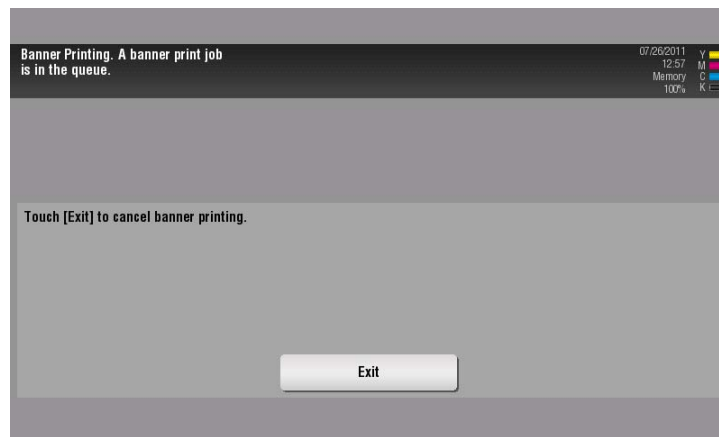 Banner Printing. A banner print job
is in the queue.
07/26/2011
12:57
Memory
100%
Y
M
C
K
Touch [Exit] to cancel banner printing.
Exit